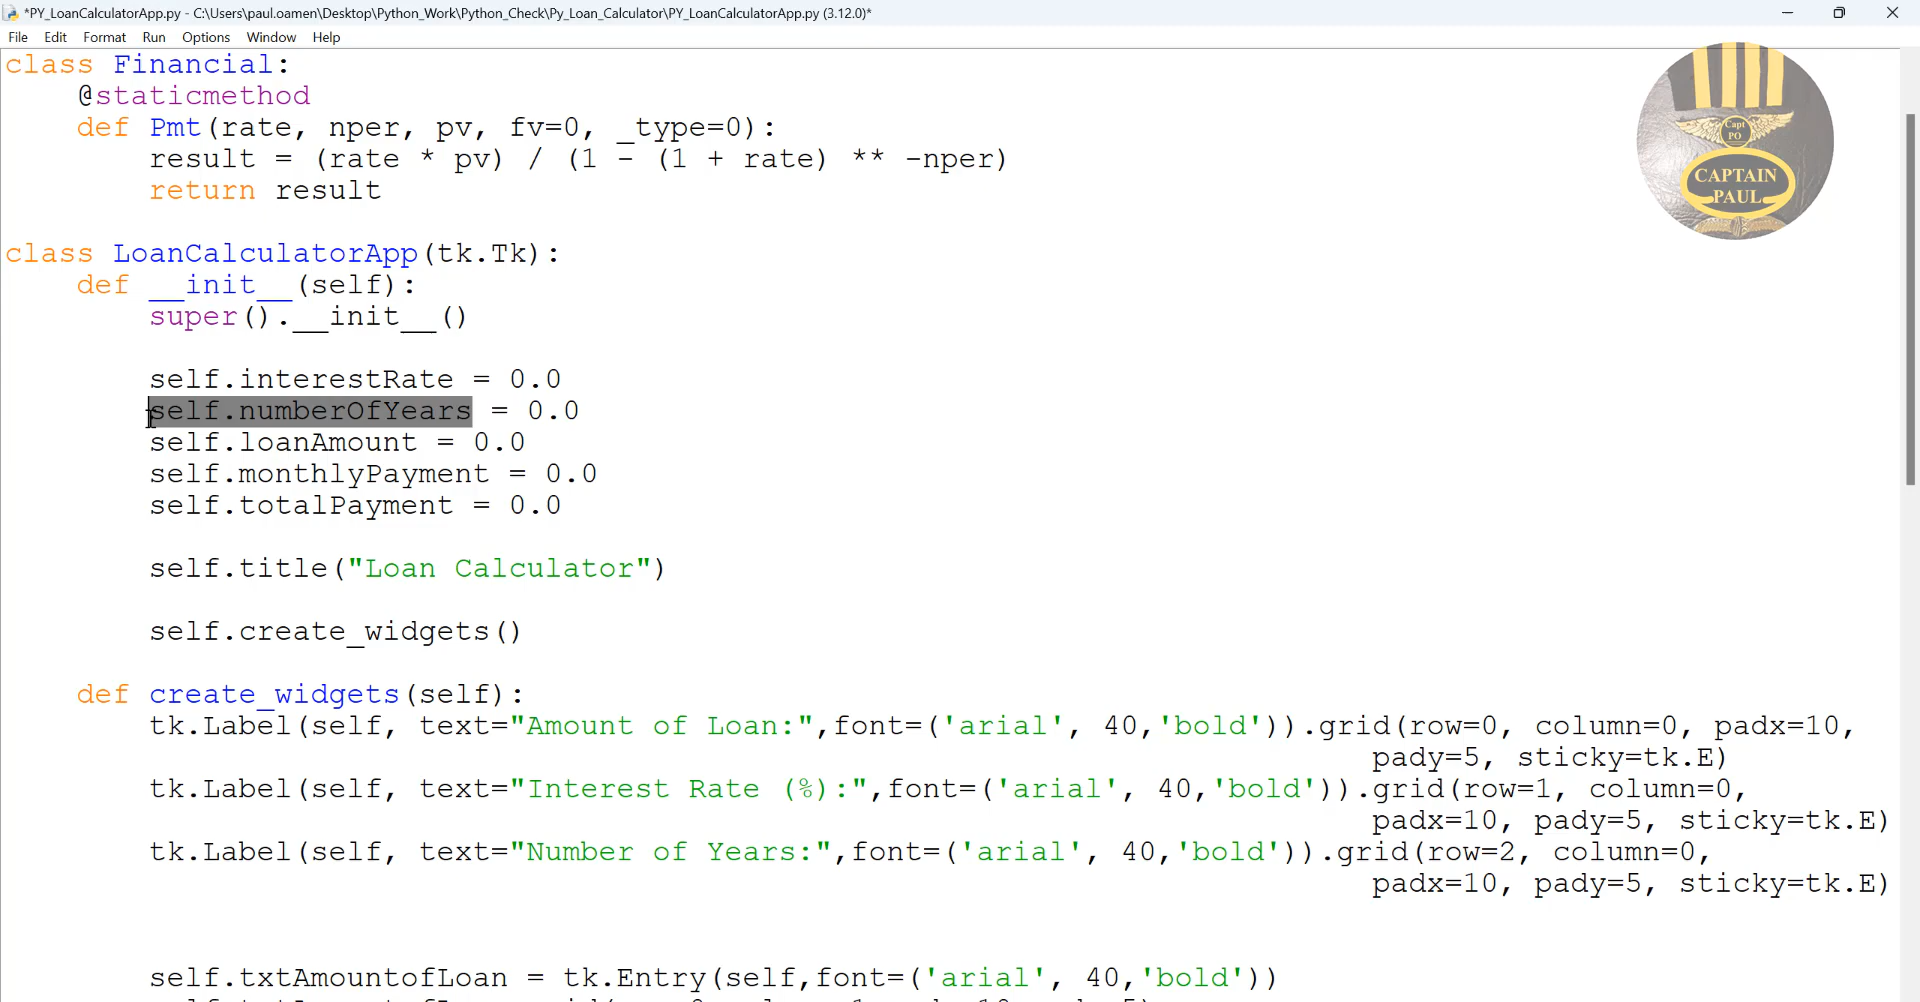 *PY_LoanCalculatorApp.py - C:\Users\paul.oamen\Desktop\Python_Work\Python_Check\Py_Loan_Calculator\PY_LoanCalculatorApp.py (3.12.0)*
File Edit Format Run Options Window Help
class Financial:
    @staticmethod
    def Pmt(rate, nper, pv, fv=0, _type=0):
        result = (rate * pv) / (1 - (1 + rate) ** -nper)
        return result
Capt
PO
CAPTAIN
PAUL
class LoanCalculatorApp(tk.Tk):
    def __init__(self):
        super().__init__()
        self.interestRate = 0.0
        self.numberOfYears = 0.0
        self.loanAmount = 0.0
        self.monthlyPayment = 0.0
        self.totalPayment = 0.0
        self.title("Loan Calculator")
        self.create_widgets()
    def create_widgets(self):
        tk.Label(self, text="Amount of Loan:",font=('arial', 40,'bold')).grid(row=0, column=0, padx=10,
                                                                            pady=5, sticky=tk.E)
        tk.Label(self, text="Interest Rate (%):",font=('arial', 40,'bold')).grid(row=1, column=0,
                                                                            padx=10, pady=5, sticky=tk.E)
        tk.Label(self, text="Number of Years:",font=('arial', 40,'bold')).grid(row=2, column=0,
                                                                            padx=10, pady=5, sticky=tk.E)
        self.txtAmountofLoan = tk.Entry(self,font=('arial', 40,'bold'))